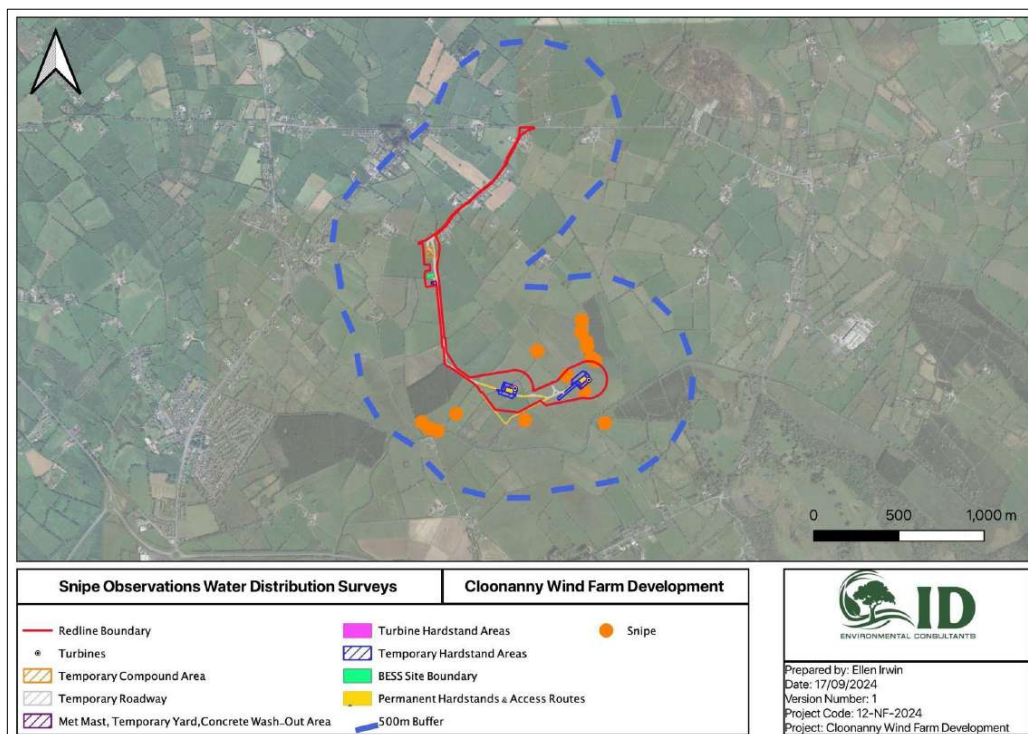 0 500 1,000 m
Snipe Observations Water Distribution Surveys
Cloonanny Wind Farm Development
Redline Boundary
Turbines
Temporary Compound Area
Temporary Roadway
Met Mast, Temporary Yard,Concrete Wash-Out Area
Turbine Hardstand Areas
Temporary Hardstand Areas
BESS Site Boundary
Permanent Hardstands & Access Routes
500m Buffer
Snipe
ID
ENVIRONMENTAL CONSULTANTS
Prepared by: Ellen Irwin
Date: 17/09/2024
Version Number: 1
Project Code: 12-NF-2024
Project: Cloonanny Wind Farm Development